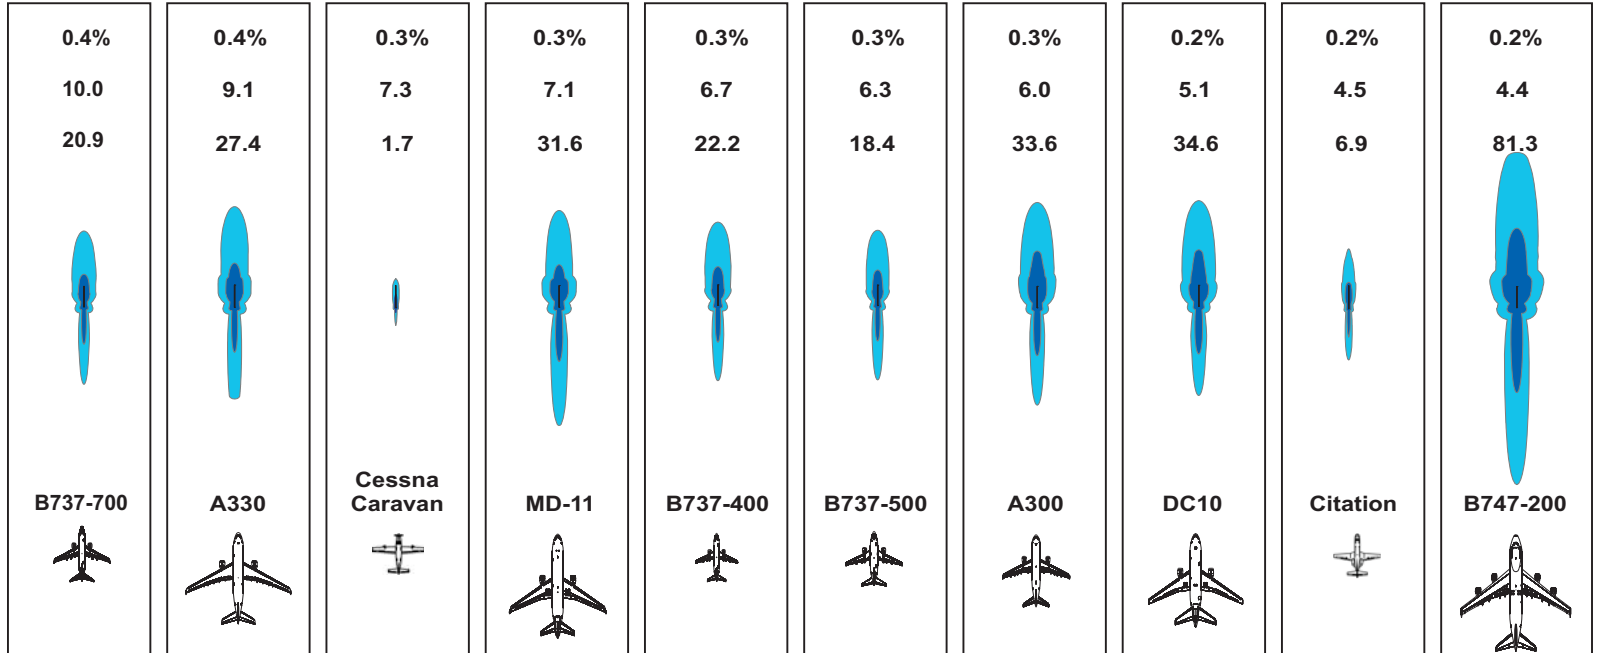 0.4% 0.4% 0.3% 0.3% 0.3% 0.3% 0.3% 0.2% 0.2% 0.2%
10.0 9.1 7.3 7.1 6.7 6.3 6.0 5.1 4.5 4.4
20.9 27.4 1.7 31.6 22.2 18.4 33.6 34.6 6.9 81.3
Cessna
B737-700 A330 Caravan MD-11 B737-400 B737-500 A300 DC10 Citation B747-200